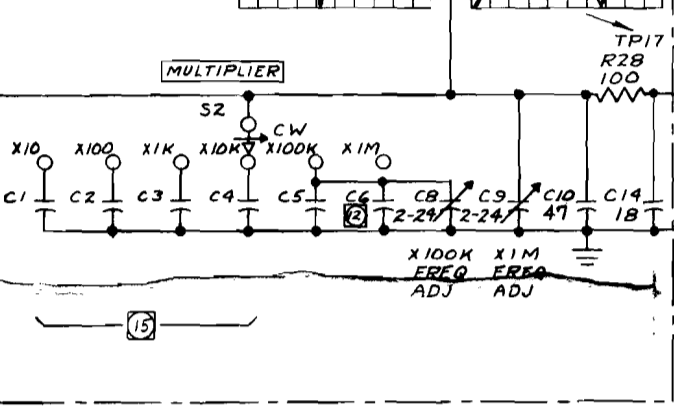 TP17
R28
100
MULTIPLIER
S2
CW
X10 X100 X1K X10K X100K X1M
C1 C2 C3 C4 C5 C6 C8 C9 C10 C14
12 2-24 2-24 47 18
X100K X1M
FREQ FREQ
ADJ ADJ
15